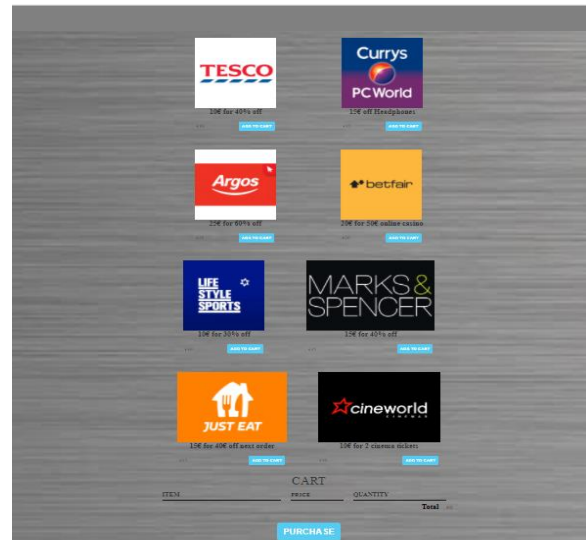 TESCO
Currys
PC World
10€ for 40% off
15€ off Headphones
ADD TO CART
ADD TO CART
Argos
betfair
25€ for 60% off
20€ for 50€ online casino
ADD TO CART
ADD TO CART
LIFE
STYLE
SPORTS
MARKS&
SPENCER
10€ for 30% off
15€ for 40% off
ADD TO CART
ADD TO CART
JUST EAT
cineworld
CINEMAS
15€ for 40€ off next order
10€ for 2 cinema tickets
ADD TO CART
ADD TO CART
CART
ITEM PRICE QUANTITY
Total
PURCHASE